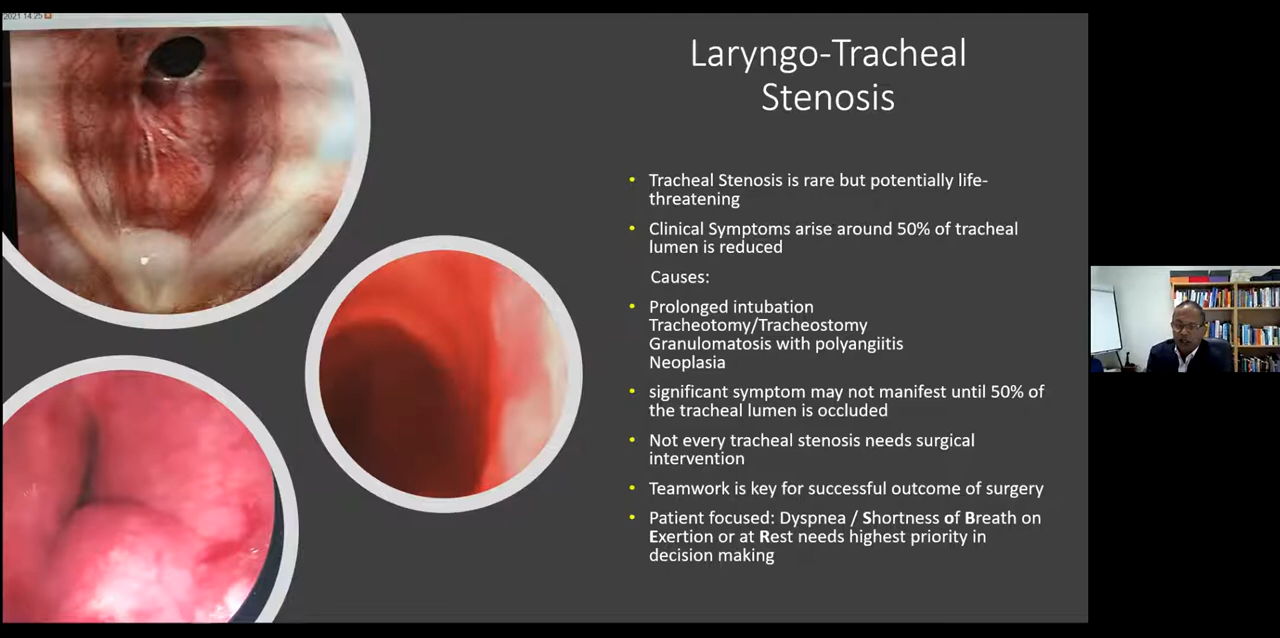 2021 14:25
Laryngo-Tracheal
Stenosis
• Tracheal Stenosis is rare but potentially life-
threatening
• Clinical Symptoms arise around 50% of tracheal
lumen is reduced
Causes:
• Prolonged intubation
Tracheotomy/Tracheostomy
Granulomatosis with polyangiitis
Neoplasia
• significant symptom may not manifest until 50% of
the tracheal lumen is occluded
• Not every tracheal stenosis needs surgical
intervention
• Teamwork is key for successful outcome of surgery
• Patient focused: Dyspnea / Shortness of Breath on
Exertion or at Rest needs highest priority in
decision making